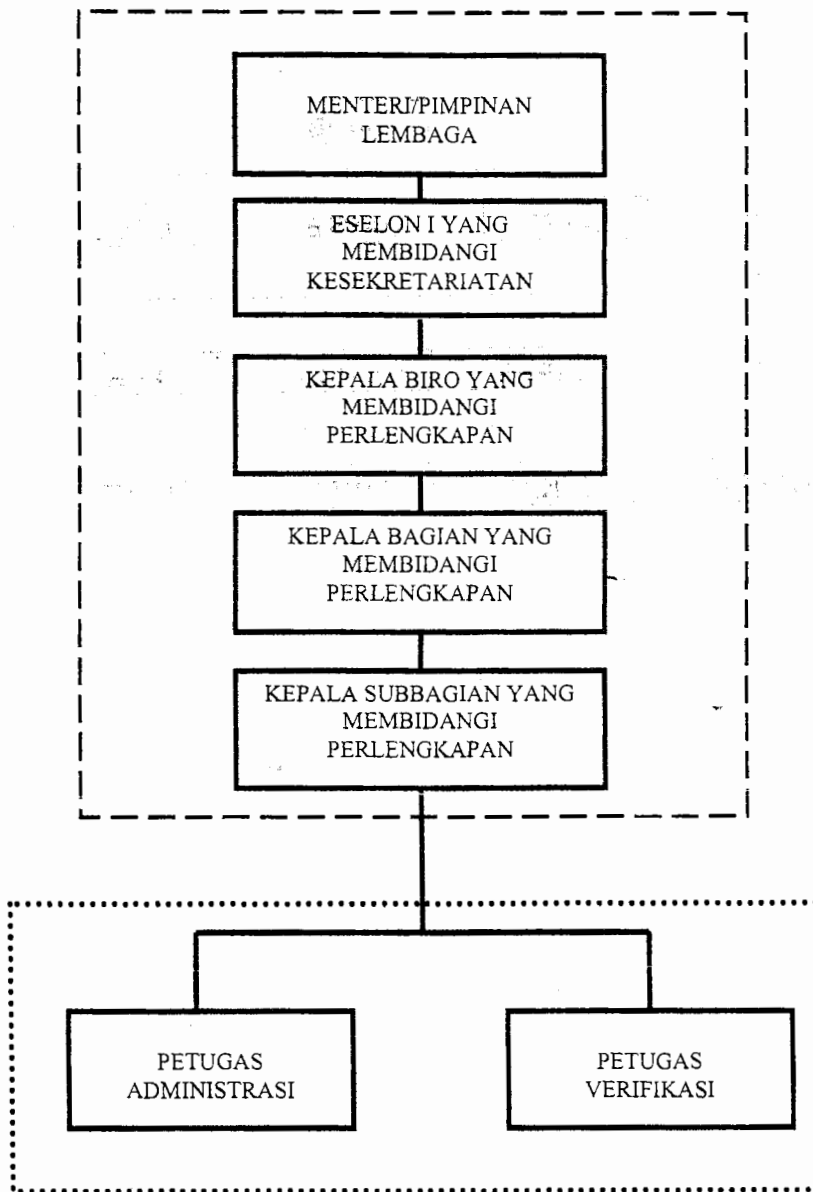 MENTERI/PIMPINAN
LEMBAGA
ESELON I YANG
MEMBIDANGI
KESEKRETARIATAN
KEPALA BIRO YANG
MEMBIDANGI
PERLENGKAPAN
KEPALA BAGIAN YANG
MEMBIDANGI
PERLENGKAPAN
KEPALA SUBBAGIAN YANG
MEMBIDANGI
PERLENGKAPAN
PETUGAS
ADMINISTRASI
PETUGAS
VERIFIKASI